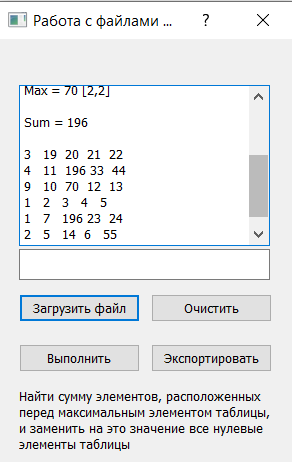 Работа с файлами ...
Max = 70 [2,2]
Sum = 196
3 19 20 21 22
4 11 196 33 44
9 10 70 12 13
1 2 3 4 5
1 7 196 23 24
2 5 14 6 55
Загрузить файл
Очистить
Выполнить
Экспортировать
Найти сумму элементов, расположенных
перед максимальным элементом таблицы,
и заменить на это значение все нулевые
элементы таблицы